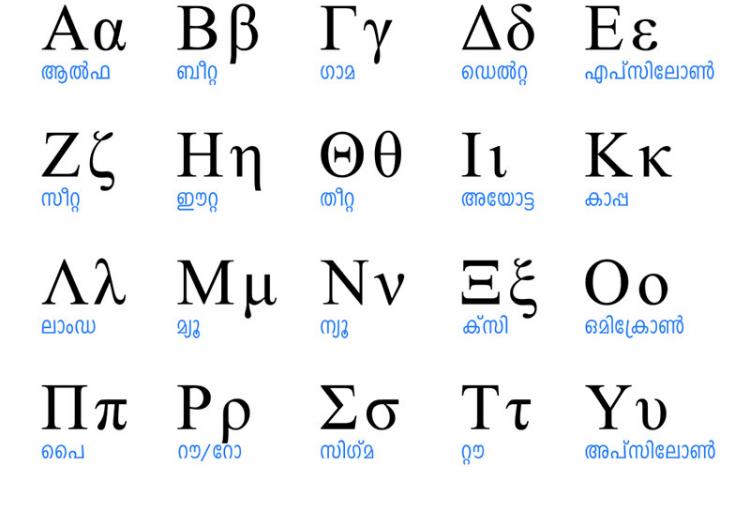 Αα Ββ Γγ Δδ Εε
ആൽഫ ബീറ്റ ഗാമ ഡെൽറ്റ എപ്സിലോൺ
Ζζ Ηη Θθ Ιι Κκ
സീറ്റ ഈറ്റ തീറ്റ അയോട്ട കാപ്പ
Λλ Μμ Νν Ξξ Οο
ലാംഡ മ്യൂ ന്യൂ ക്സി ഒമിക്രോൺ
Ππ Ρρ Σσ Ττ Υυ
പൈ റൗ/റോ സിഗ്മ റ്റൗ അപ്സിലോൺ